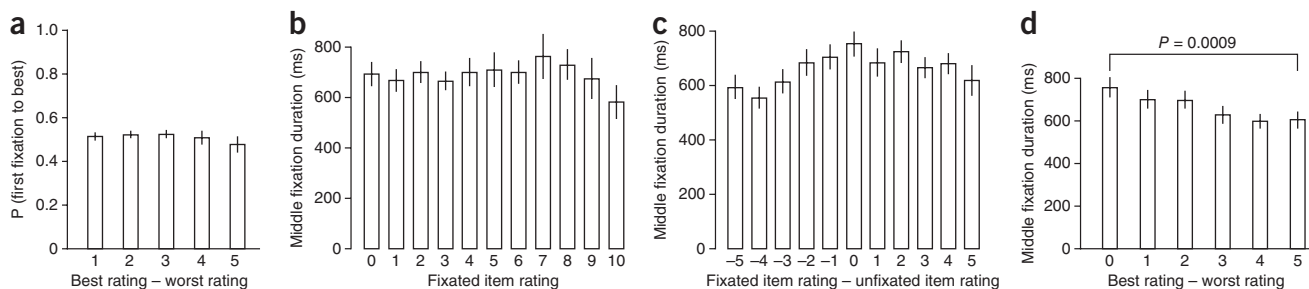 a
P (first fixation to best)
1.0
0.8
0.6
0.4
0.2
0
1 2 3 4 5
Best rating – worst rating
b
Middle fixation duration (ms)
800
600
400
200
0
0 1 2 3 4 5 6 7 8 9 10
Fixated item rating
c
Middle fixation duration (ms)
800
600
400
200
0
–5 –4 –3 –2 –1 0 1 2 3 4 5
Fixated item rating – unfixated item rating
d
P = 0.0009
Middle fixation duration (ms)
800
600
400
200
0
0 1 2 3 4 5
Best rating – worst rating